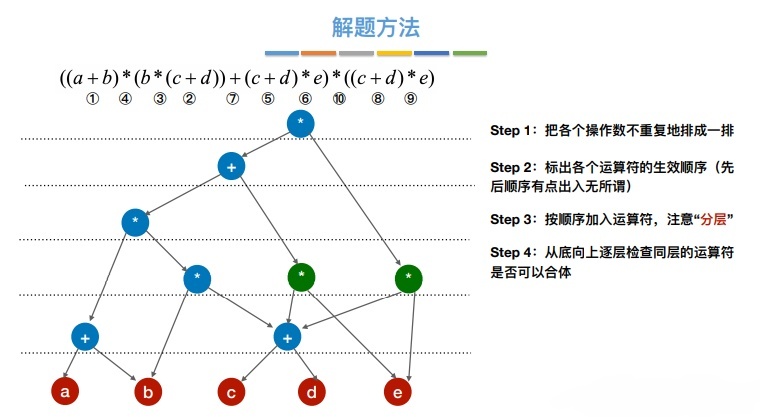 解题方法
((a+b)*(b*(c+d))+(c+d)*e)*((c+d)*e)
① ④ ③ ② ⑦ ⑤ ⑥ ⑩ ⑧ ⑨
*
+
*
* * *
+ +
a b c d e
Step 1：把各个操作数不重复地排成一排
Step 2：标出各个运算符的生效顺序（先
后顺序有点出入无所谓）
Step 3：按顺序加入运算符，注意“分层”
Step 4：从底向上逐层检查同层的运算符
是否可以合体